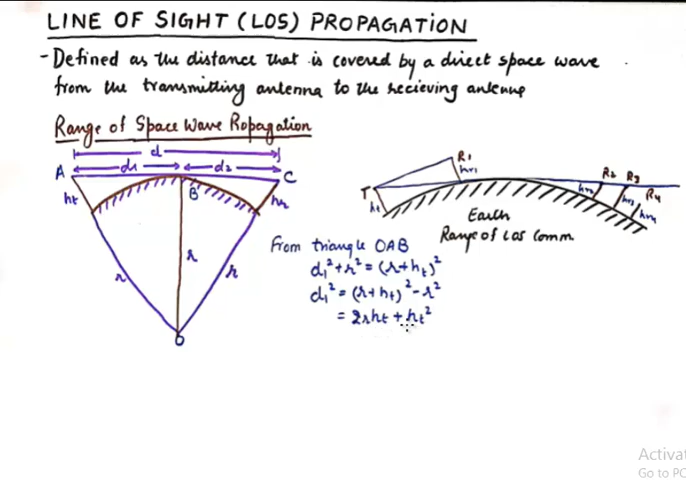 LINE OF SIGHT (LOS) PROPAGATION
- Defined as the distance that is covered by a direct space wave
from the transmitting antenna to the recieving antenna
Range of Space Wave Ropagation
d
A d1 d2 C
ht B hr
r r r
O
From triangle OAB
d1² + r² = (r+ht)²
d1² = (r+ht)² - r²
= 2rht + ht²
R1
hr1
T R2 R3 R4
ht hr2 hr3 hr4
Earth
Range of LOS Comm.
Activat
Go to PC